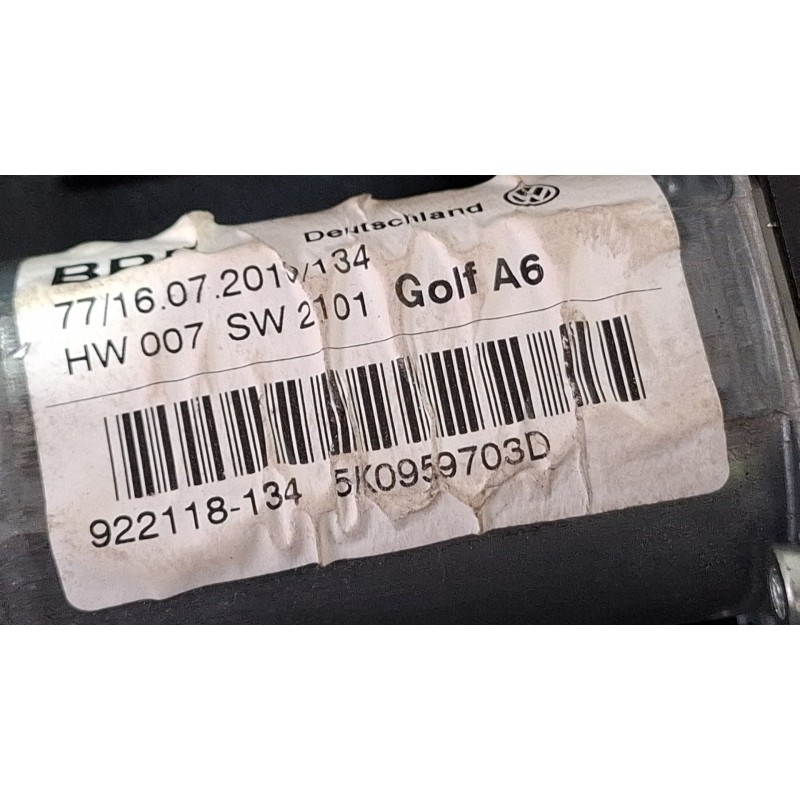 Deutschland
77/16.07.201 /134 Golf A6
HW 007 SW 2101
922118-134 5K0959703D